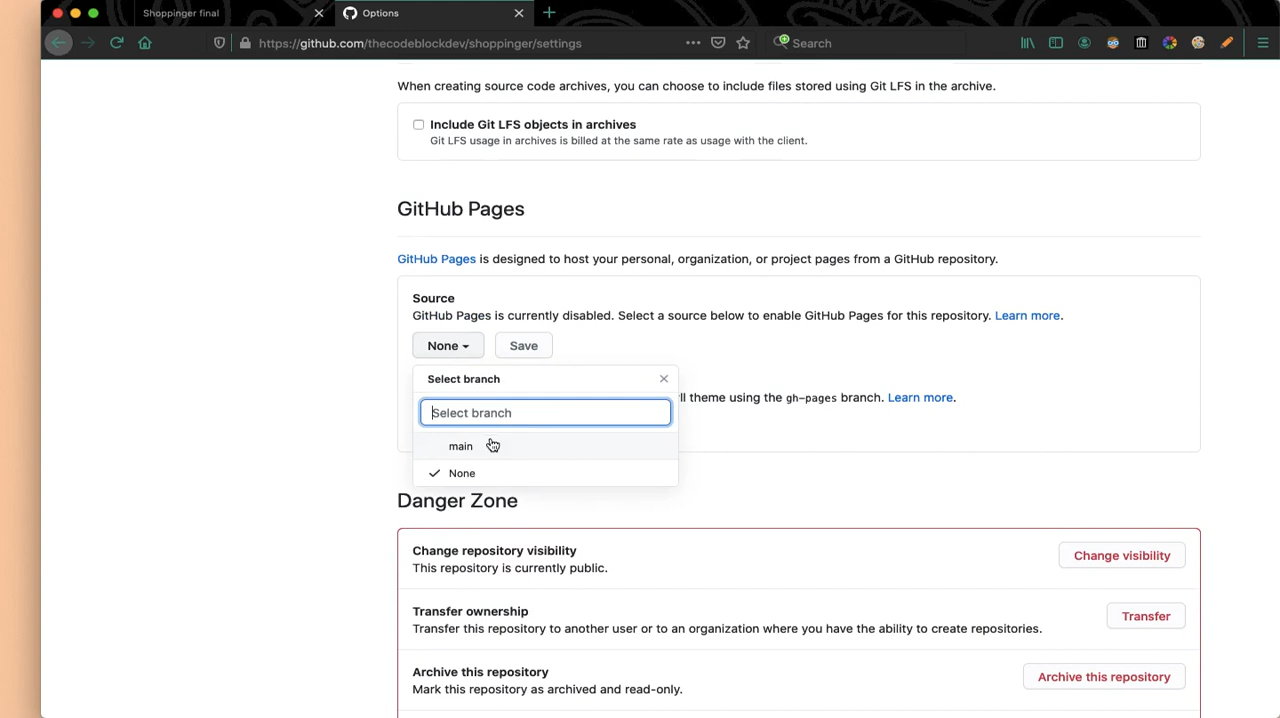 Shoppinger final
Options
https://github.com/thecodeblockdev/shoppinger/settings
Search
When creating source code archives, you can choose to include files stored using Git LFS in the archive.
Include Git LFS objects in archives
Git LFS usage in archives is billed at the same rate as usage with the client.
GitHub Pages
GitHub Pages is designed to host your personal, organization, or project pages from a GitHub repository.
Source
GitHub Pages is currently disabled. Select a source below to enable GitHub Pages for this repository. Learn more.
None
Save
Select branch
Select branch
ll theme using the gh-pages branch. Learn more.
main
None
Danger Zone
Change repository visibility
This repository is currently public.
Change visibility
Transfer ownership
Transfer this repository to another user or to an organization where you have the ability to create repositories.
Transfer
Archive this repository
Mark this repository as archived and read-only.
Archive this repository